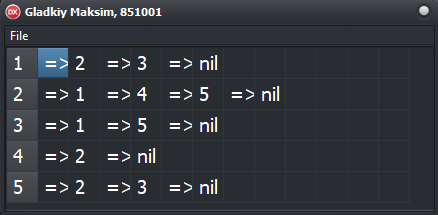 DX Gladkiy Maksim, 851001
File
1 => 2 => 3 => nil
2 => 1 => 4 => 5 => nil
3 => 1 => 5 => nil
4 => 2 => nil
5 => 2 => 3 => nil